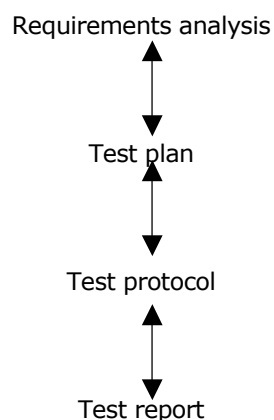 Requirements analysis
Test plan
Test protocol
Test report